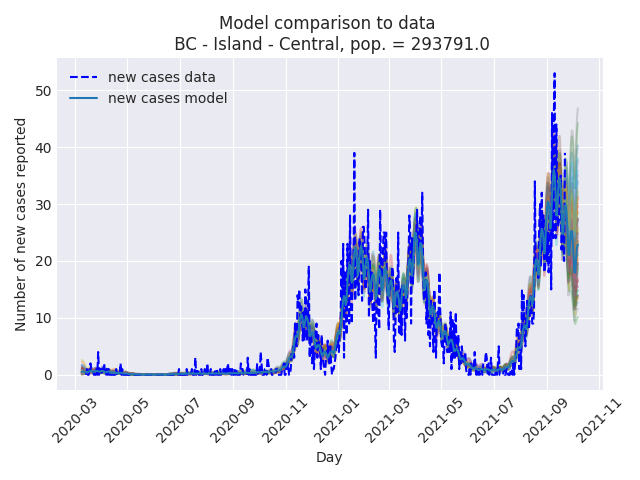 Model comparison to data
BC - Island - Central, pop. = 293791.0
new cases data
new cases model
Number of new cases reported
50
40
30
20
10
0
2020-03
2020-05
2020-07
2020-09
2020-11
2021-01
2021-03
2021-05
2021-07
2021-09
2021-11
Day